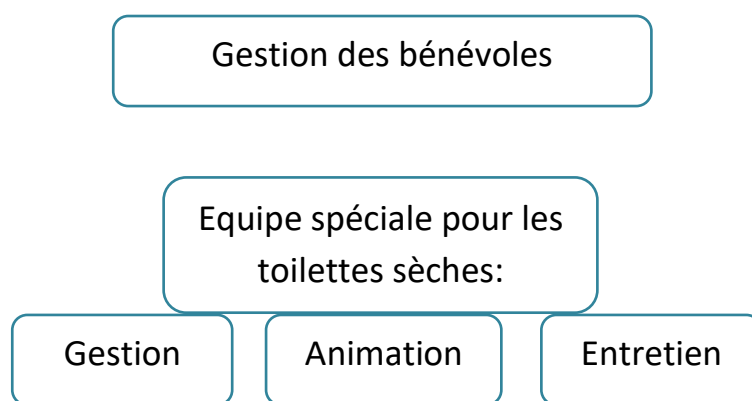 Gestion des bénévoles
Equipe spéciale pour les
toilettes sèches:
Gestion
Animation
Entretien